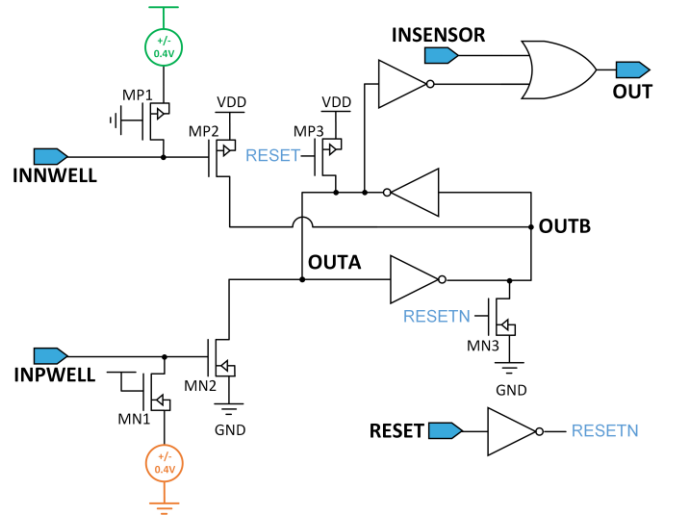 +/-
0.4V
INSENSOR
OUT
MP1
VDD
MP2
VDD
MP3
RESET
INNWELL
OUTB
OUTA
RESETN
MN3
INPWELL
MN2
MN1
GND
GND
RESET
RESETN
+/-
0.4V